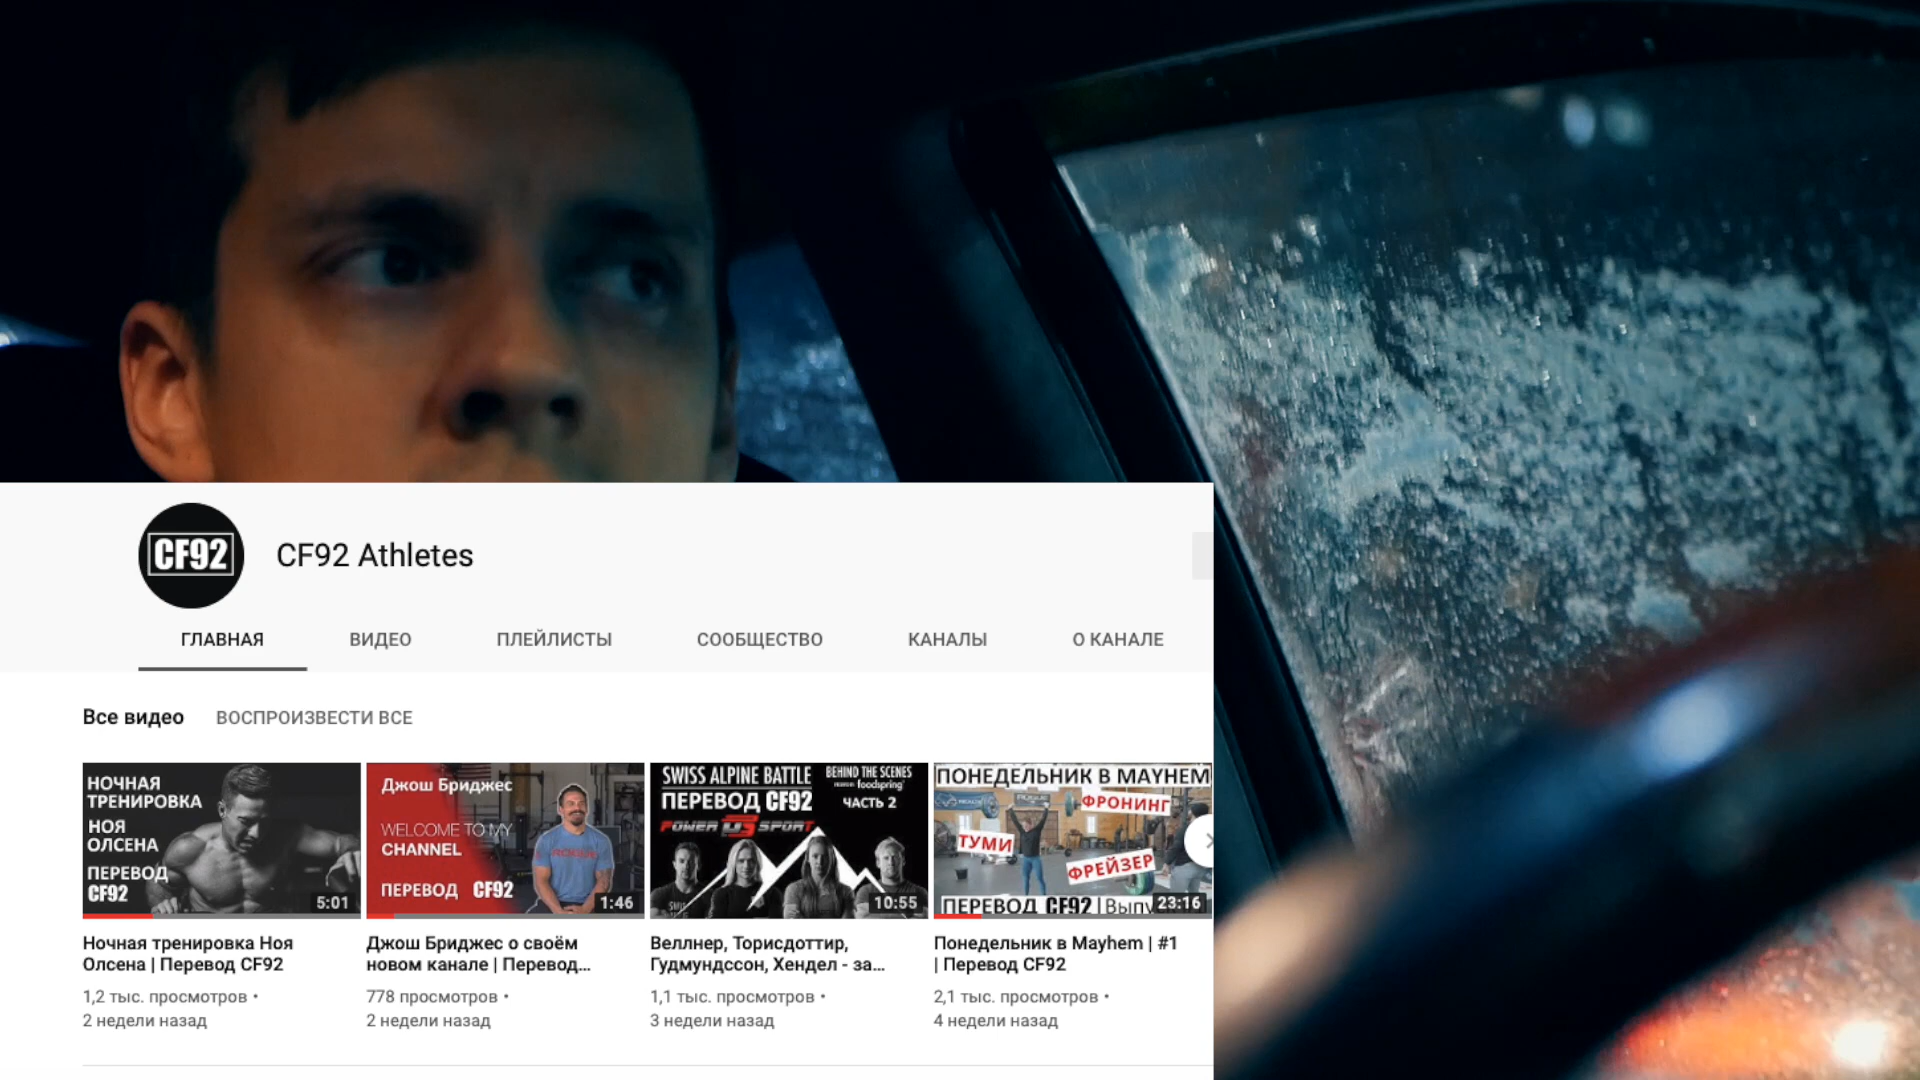 CF92
CF92 Athletes
ГЛАВНАЯ
ВИДЕО
ПЛЕЙЛИСТЫ
СООБЩЕСТВО
КАНАЛЫ
О КАНАЛЕ
Все видео
ВОСПРОИЗВЕСТИ ВСЕ
НОЧНАЯ
ТРЕНИРОВКА
НОЯ
ОЛСЕНА
ПЕРЕВОД
CF92
5:01
Ночная тренировка Ноя
Олсена | Перевод CF92
1,2 тыс. просмотров •
2 недели назад
Джош Бриджес
WELCOME TO MY
CHANNEL
ПЕРЕВОД CF92
1:46
Джош Бриджес о своём
новом канале | Перевод...
778 просмотров •
2 недели назад
SWISS ALPINE BATTLE
BEHIND THE SCENES
foodspring
ПЕРЕВОД CF92
ЧАСТЬ 2
POWER SPORT
10:55
Веллнер, Торисдоттир,
Гудмундссон, Хендел - за...
1,1 тыс. просмотров •
3 недели назад
ПОНЕДЕЛЬНИК В MAYHEM
ФРОНИНГ
ТУМИ
ФРЕЙЗЕР
ПЕРЕВОД CF92 | Выпу
23:16
Понедельник в Mayhem | #1
| Перевод CF92
2,1 тыс. просмотров •
4 недели назад